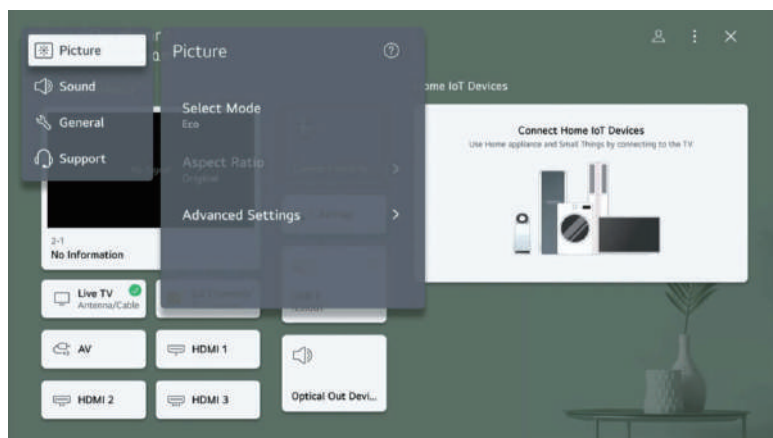 Picture
Sound
General
Support
Picture
Select Mode
Eco
Aspect Ratio
Original
Advanced Settings
Home IoT Devices
Connect Home IoT Devices
Use Home appliance and Small Things by connecting to the TV.
2-1
No Information
Live TV
Antenna/Cable
AV
HDMI 1
HDMI 2
HDMI 3
Optical Out Devi...